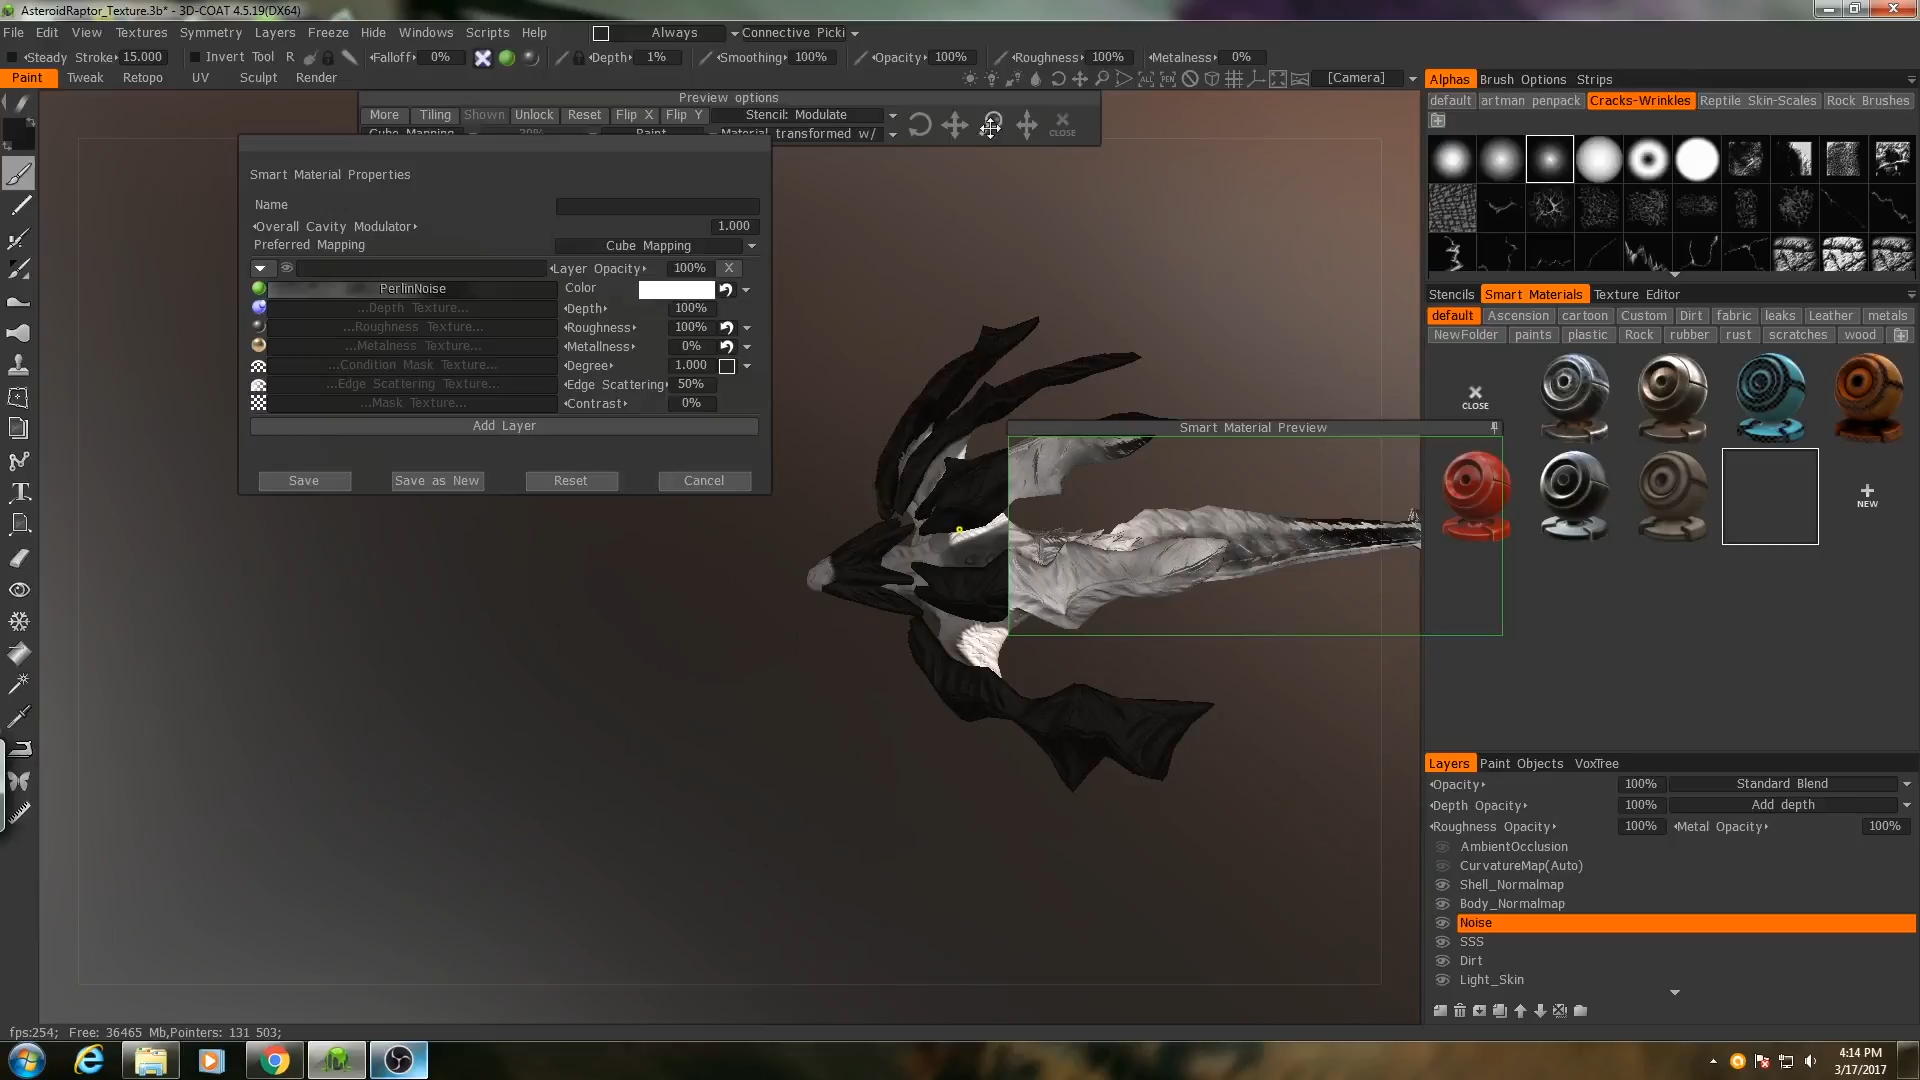 AsteroidRaptor_Texture.3b* - 3D-COAT 4.5.19(DX64)
File Edit View Textures Symmetry Layers Freeze Hide Windows Scripts Help Always Connective Picki
Steady Stroke 15.000 Invert Tool R Falloff 0% Depth 1% Smoothing 100% Opacity 100% Roughness 100% Metalness 0%
Paint Tweak Retopo UV Sculpt Render [Camera]
Preview options
More Tiling Shown Unlock Reset Flip X Flip Y Stencil: Modulate
Cube Mapping 20% Paint Material transformed w/
CLOSE
Smart Material Properties
Name
Overall Cavity Modulator 1.000
Preferred Mapping Cube Mapping
Layer Opacity 100% X
PerlinNoise Color
...Depth Texture... Depth 100%
...Roughness Texture... Roughness 100%
...Metalness Texture... Metallness 0%
...Condition Mask Texture... Degree 1.000
...Edge Scattering Texture... Edge Scattering 50%
...Mask Texture... Contrast 0%
Add Layer
Save Save as New Reset Cancel
Smart Material Preview
Alphas Brush Options Strips
default artman penpack Cracks-Wrinkles Reptile Skin-Scales Rock Brushes
Stencils Smart Materials Texture Editor
default Ascension cartoon Custom Dirt fabric leaks Leather metals
NewFolder paints plastic Rock rubber rust scratches wood
CLOSE
NEW
Layers Paint Objects VoxTree
Opacity 100% Standard Blend
Depth Opacity 100% Add depth
Roughness Opacity 100% Metal Opacity 100%
AmbientOcclusion
CurvatureMap(Auto)
Shell_Normalmap
Body_Normalmap
Noise
SSS
Dirt
Light_Skin
fps:254; Free: 36465 Mb,Pointers: 131 503;
4:14 PM
3/17/2017